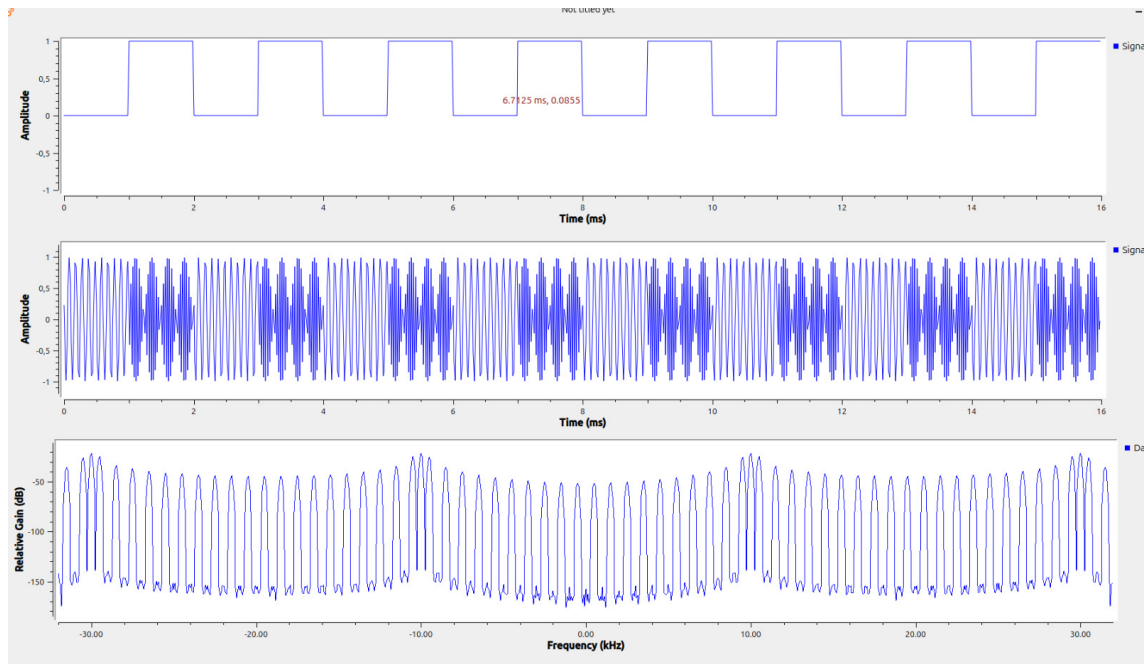 Not titled yet
1
0,5
0
-0,5
-1
Amplitude
6.7125 ms, 0.0855
Signa
0 2 4 6 8 10 12 14 16
Time (ms)
1
0,5
0
-0,5
-1
Amplitude
Signa
0 2 4 6 8 10 12 14 16
Time (ms)
-50
-100
-150
Relative Gain (dB)
Da
-30.00 -20.00 -10.00 0.00 10.00 20.00 30.00
Frequency (kHz)